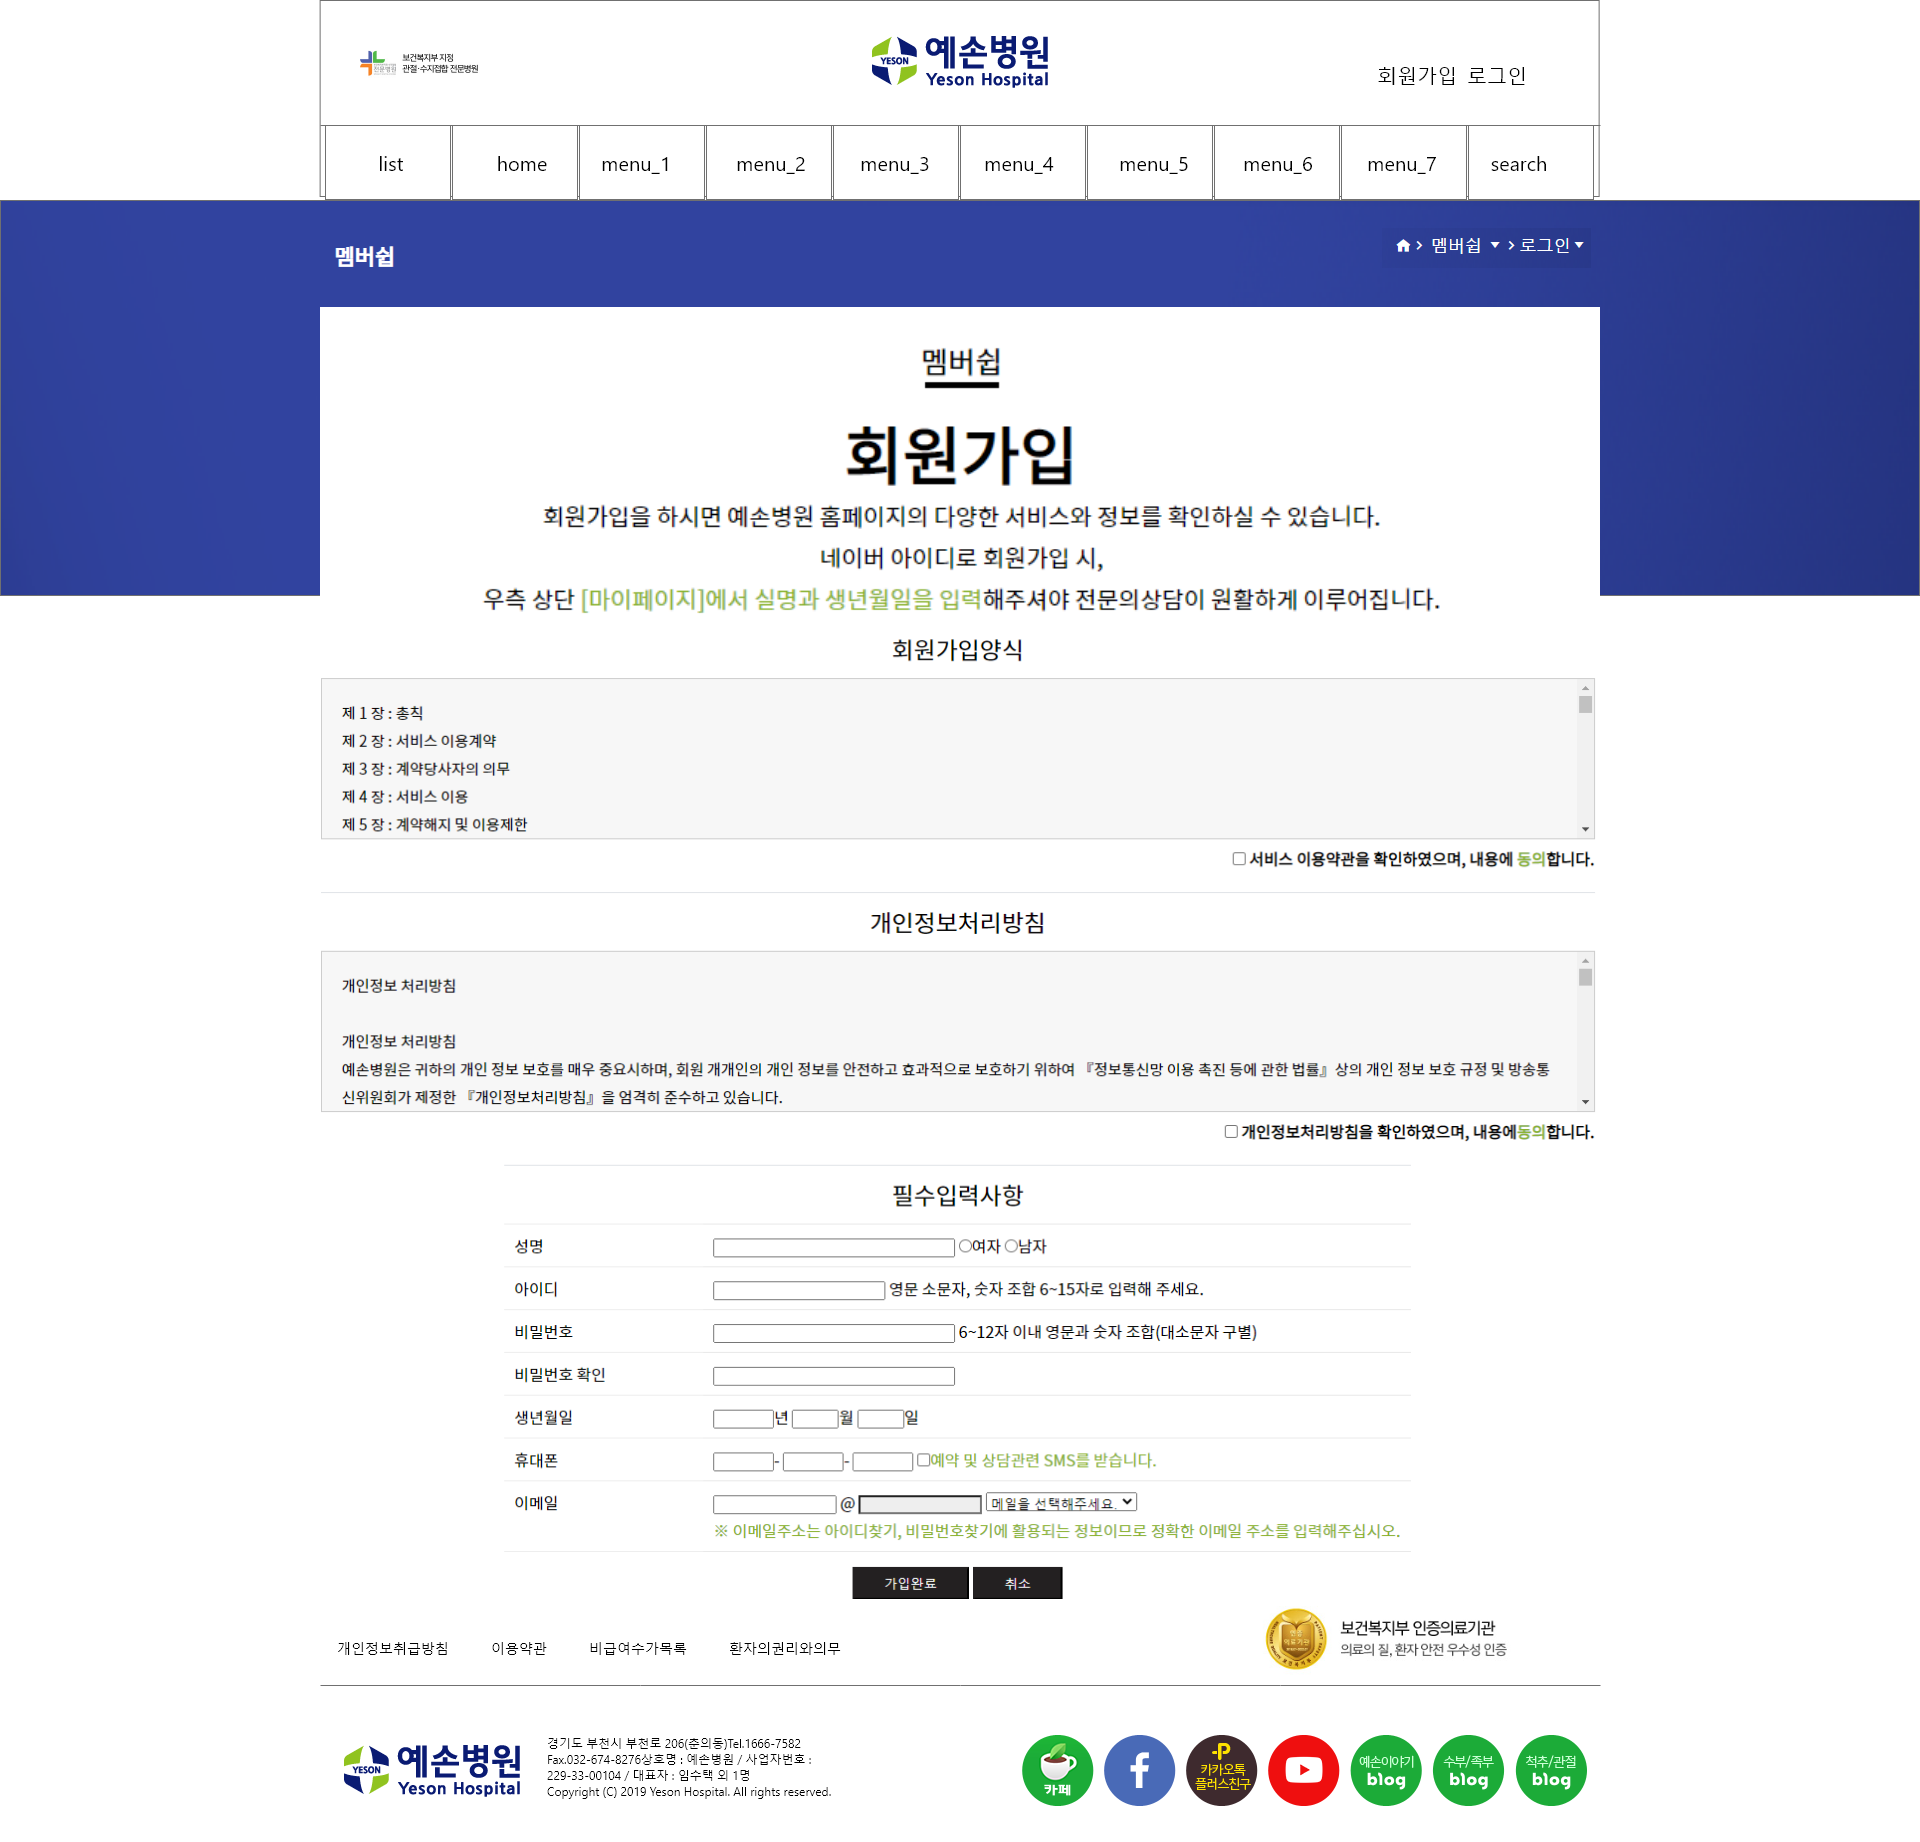 보건복지부 지정
관절·수지접합 전문병원
전문병원
YESON
예손병원
Yeson Hospital
회원가입 로그인
list home menu_1 menu_2 menu_3 menu_4 menu_5 menu_6 menu_7 search
멤버쉽
멤버쉽 로그인
멤버쉽
회원가입
회원가입을 하시면 예손병원 홈페이지의 다양한 서비스와 정보를 확인하실 수 있습니다.
네이버 아이디로 회원가입 시,
우측 상단 [마이페이지]에서 실명과 생년월일을 입력해주셔야 전문의상담이 원활하게 이루어집니다.
회원가입양식
제 1 장 : 총칙
제 2 장 : 서비스 이용계약
제 3 장 : 계약당사자의 의무
제 4 장 : 서비스 이용
제 5 장 : 계약해지 및 이용제한
서비스 이용약관을 확인하였으며, 내용에 동의합니다.
개인정보처리방침
개인정보 처리방침
개인정보 처리방침
예손병원은 귀하의 개인 정보 보호를 매우 중요시하며, 회원 개개인의 개인 정보를 안전하고 효과적으로 보호하기 위하여 『정보통신망 이용 촉진 등에 관한 법률』상의 개인 정보 보호 규정 및 방송통
신위원회가 제정한 『개인정보처리방침』을 엄격히 준수하고 있습니다.
개인정보처리방침을 확인하였으며, 내용에동의합니다.
필수입력사항
성명 여자 남자
아이디 영문 소문자, 숫자 조합 6~15자로 입력해 주세요.
비밀번호 6~12자 이내 영문과 숫자 조합(대소문자 구별)
비밀번호 확인
생년월일 년 월 일
휴대폰 - - 예약 및 상담관련 SMS를 받습니다.
이메일 @ 메일을 선택해주세요.
※ 이메일주소는 아이디찾기, 비밀번호찾기에 활용되는 정보이므로 정확한 이메일 주소를 입력해주십시오.
가입완료 취소
개인정보취급방침 이용약관 비급여수가목록 환자의권리와의무
인증
의료기관
보건복지부 인증의료기관
의료의 질, 환자 안전 우수성 인증
YESON
예손병원
Yeson Hospital
경기도 부천시 부천로 206(춘의동)Tel.1666-7582
Fax.032-674-8276상호명 : 예손병원 / 사업자번호 :
229-33-00104 / 대표자 : 임수택 외 1명
Copyright (C) 2019 Yeson Hospital. All rights reserved.
카페
카카오톡
플러스친구
예손이야기
blog
수부/족부
blog
척추/관절
blog